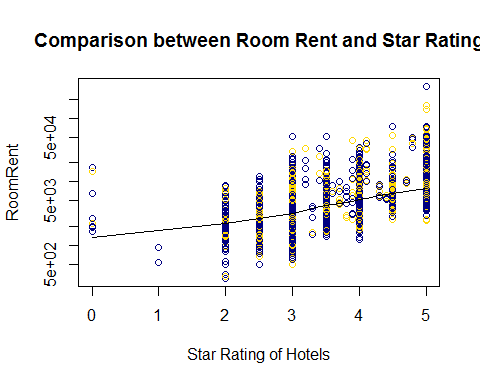 Comparison between Room Rent and Star Rating
RoomRent
5e+04
5e+03
5e+02
0 1 2 3 4 5
Star Rating of Hotels